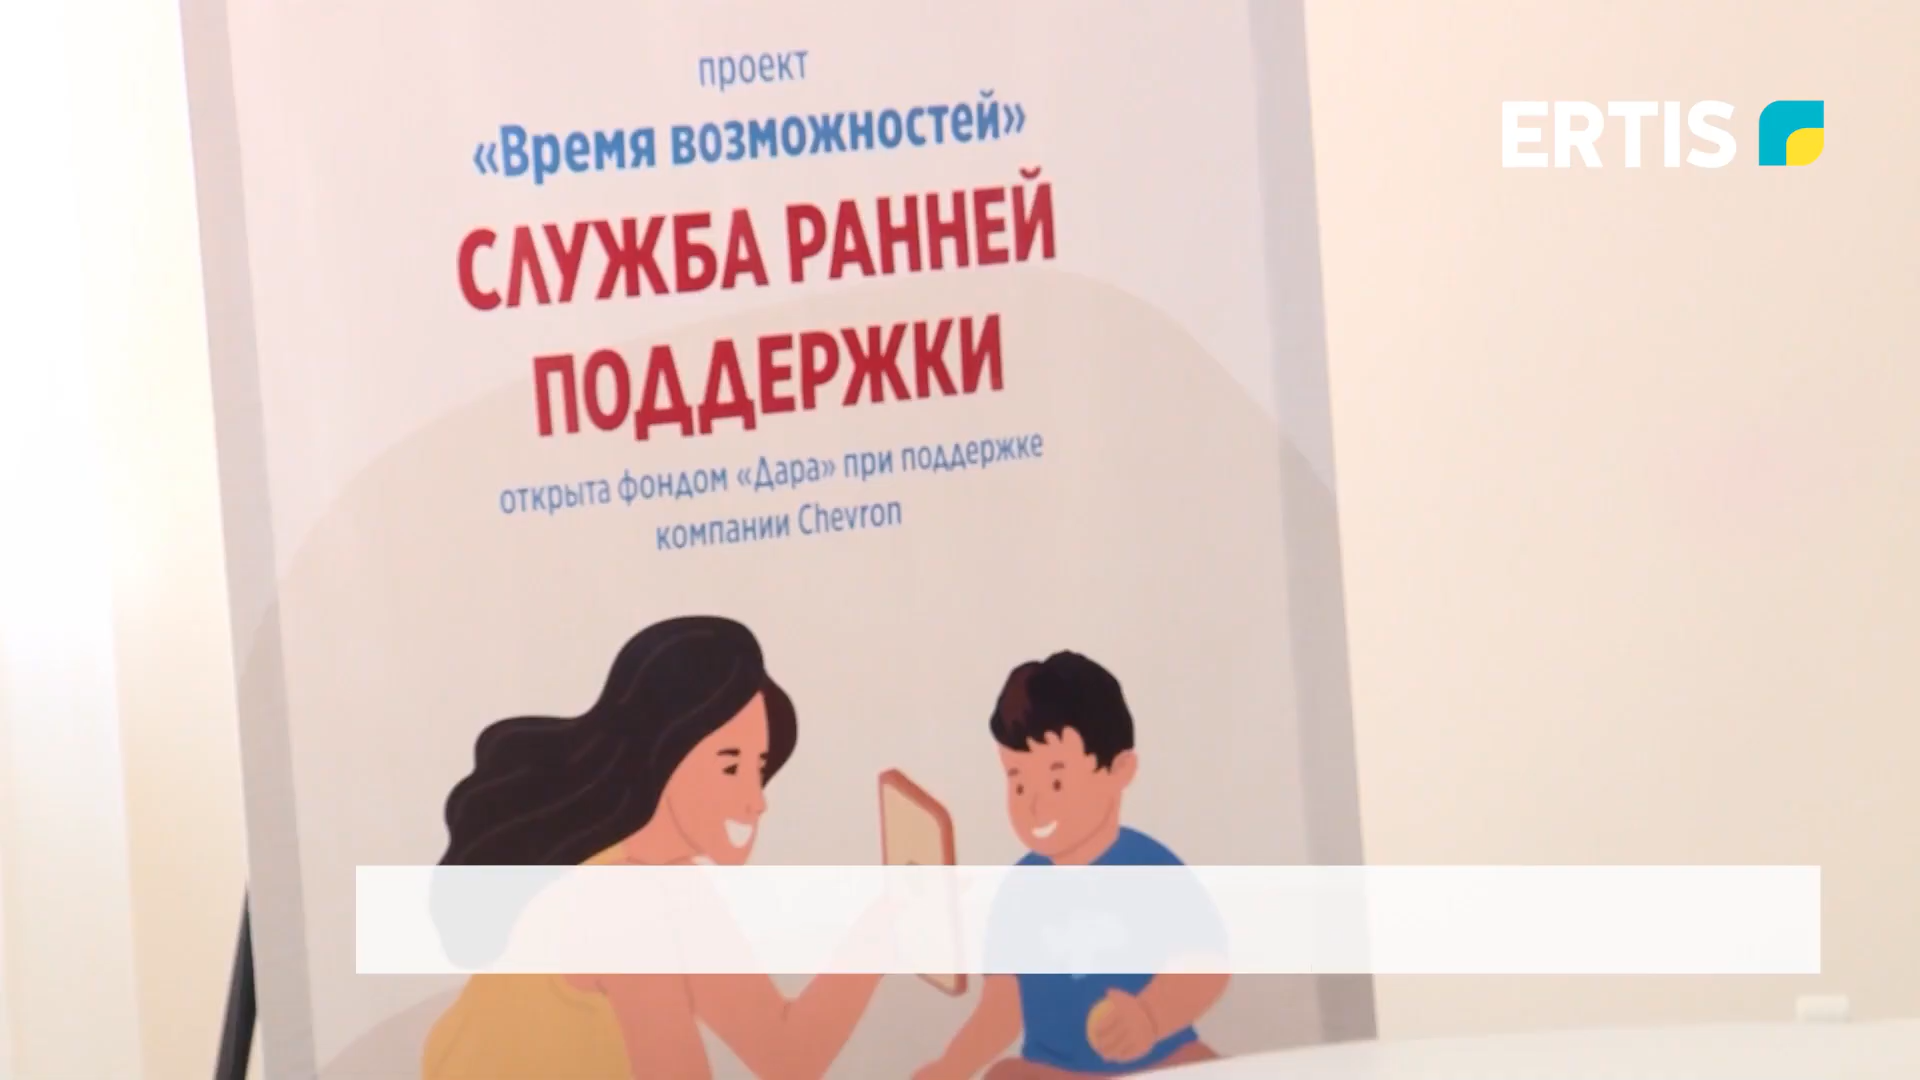 проект
«Время возможностей»
СЛУЖБА РАННЕЙ
ПОДДЕРЖКИ
открыта фондом «Дара» при поддержке
компании Chevron
ERTIS